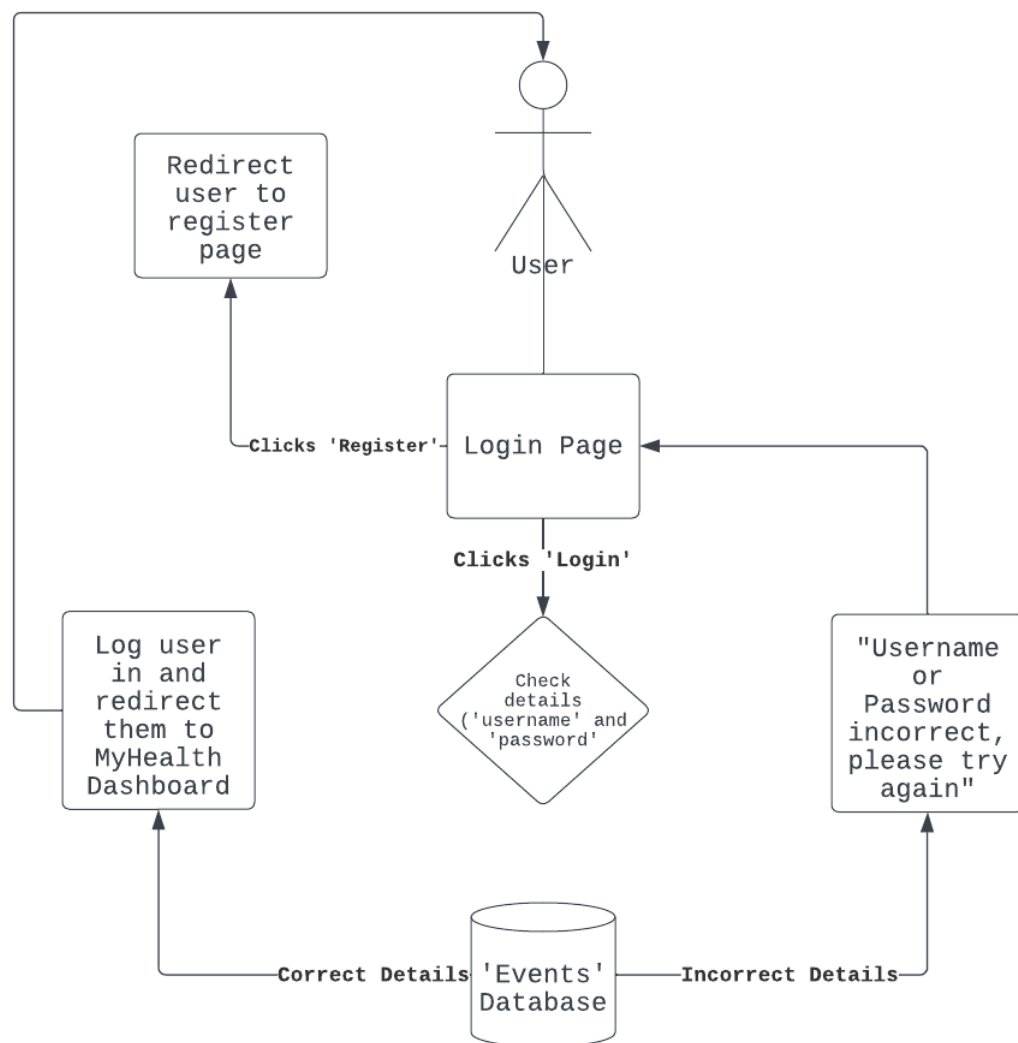 Redirect
user to
register
page
User
Clicks 'Register'
Login Page
Clicks 'Login'
Log user
in and
redirect
them to
MyHealth
Dashboard
Check
details
('username' and
'password'
"Username
or
Password
incorrect,
please try
again"
Correct Details
'Events'
Database
Incorrect Details